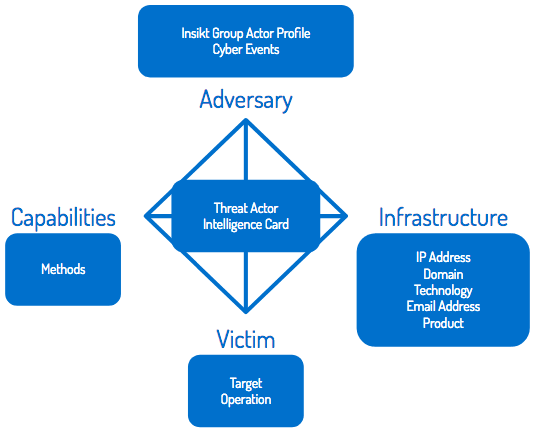 Insikt Group Actor Profile
Cyber Events
Adversary
Threat Actor
Intelligence Card
Capabilities
Methods
Infrastructure
IP Address
Domain
Technology
Email Address
Product
Victim
Target
Operation